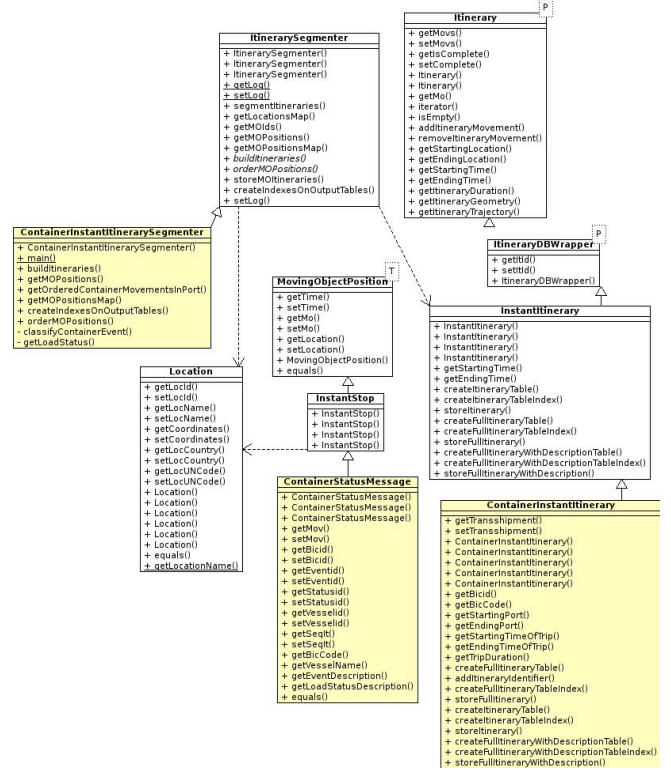 P
Itinerary
+ getMovs()
+ setMovs()
+ getIsComplete()
+ setComplete()
+ Itinerary()
+ Itinerary()
+ getMo()
+ iterator()
+ isEmpty()
+ addItineraryMovement()
+ removeItineraryMovement()
+ getStartingLocation()
+ getEndingLocation()
+ getStartingTime()
+ getEndingTime()
+ getItineraryDuration()
+ getItineraryGeometry()
+ getItineraryTrajectory()
ItinerarySegmenter
+ ItinerarySegmenter()
+ ItinerarySegmenter()
+ ItinerarySegmenter()
+ getLog()
+ setLog()
+ segmentItineraries()
+ getLocationsMap()
+ getMOIds()
+ getMOPositions()
+ getMOPositionsMap()
+ buildItineraries()
+ orderMOPositions()
+ storeMOItineraries()
+ createIndexesOnOutputTables()
+ setLog()
ContainerInstantItinerarySegmenter
+ ContainerInstantItinerarySegmenter()
+ main()
+ buildItineraries()
+ getMOPositions()
+ getOrderedContainerMovementsInPort()
+ getMOPositionsMap()
+ createIndexesOnOutputTables()
+ orderMOPositions()
- classifyContainerEvent()
- getLoadStatus()
P
ItineraryDBWrapper
+ getItId()
+ setItId()
+ ItineraryDBWrapper()
T
MovingObjectPosition
+ getTime()
+ setTime()
+ getMo()
+ setMo()
+ getLocation()
+ setLocation()
+ MovingObjectPosition()
+ equals()
InstantItinerary
+ InstantItinerary()
+ InstantItinerary()
+ InstantItinerary()
+ InstantItinerary()
+ getStartingTime()
+ getEndingTime()
+ createItineraryTable()
+ createItineraryTableIndex()
+ storeItinerary()
+ createFullItineraryTable()
+ createFullItineraryTableIndex()
+ storeFullItinerary()
+ createFullItineraryWithDescriptionTable()
+ createFullItineraryWithDescriptionTableIndex()
+ storeFullItineraryWithDescription()
Location
+ getLocId()
+ setLocId()
+ getLocName()
+ setLocName()
+ getCoordinates()
+ setCoordinates()
+ getLocCountry()
+ setLocCountry()
+ getLocUNCode()
+ setLocUNCode()
+ Location()
+ Location()
+ Location()
+ Location()
+ Location()
+ Location()
+ equals()
+ getLocationName()
InstantStop
+ InstantStop()
+ InstantStop()
+ InstantStop()
+ InstantStop()
ContainerStatusMessage
+ ContainerStatusMessage()
+ ContainerStatusMessage()
+ ContainerStatusMessage()
+ getMov()
+ setMov()
+ getBicid()
+ setBicid()
+ getEventid()
+ setEventid()
+ getStatusid()
+ setStatusid()
+ getVesselid()
+ setVesselid()
+ getSeqIt()
+ setSeqIt()
+ getBicCode()
+ getVesselName()
+ getEventDescription()
+ getLoadStatusDescription()
+ equals()
ContainerInstantItinerary
+ getTransshipment()
+ setTransshipment()
+ ContainerInstantItinerary()
+ ContainerInstantItinerary()
+ ContainerInstantItinerary()
+ ContainerInstantItinerary()
+ ContainerInstantItinerary()
+ getBicid()
+ getBicCode()
+ getStartingPort()
+ getEndingPort()
+ getStartingTimeOfTrip()
+ getEndingTimeOfTrip()
+ getTripDuration()
+ createFullItineraryTable()
+ addItineraryIdentifier()
+ createFullItineraryTableIndex()
+ storeFullItinerary()
+ createItineraryTable()
+ createItineraryTableIndex()
+ storeItinerary()
+ createFullItineraryWithDescriptionTable()
+ createFullItineraryWithDescriptionTableIndex()
+ storeFullItineraryWithDescription()